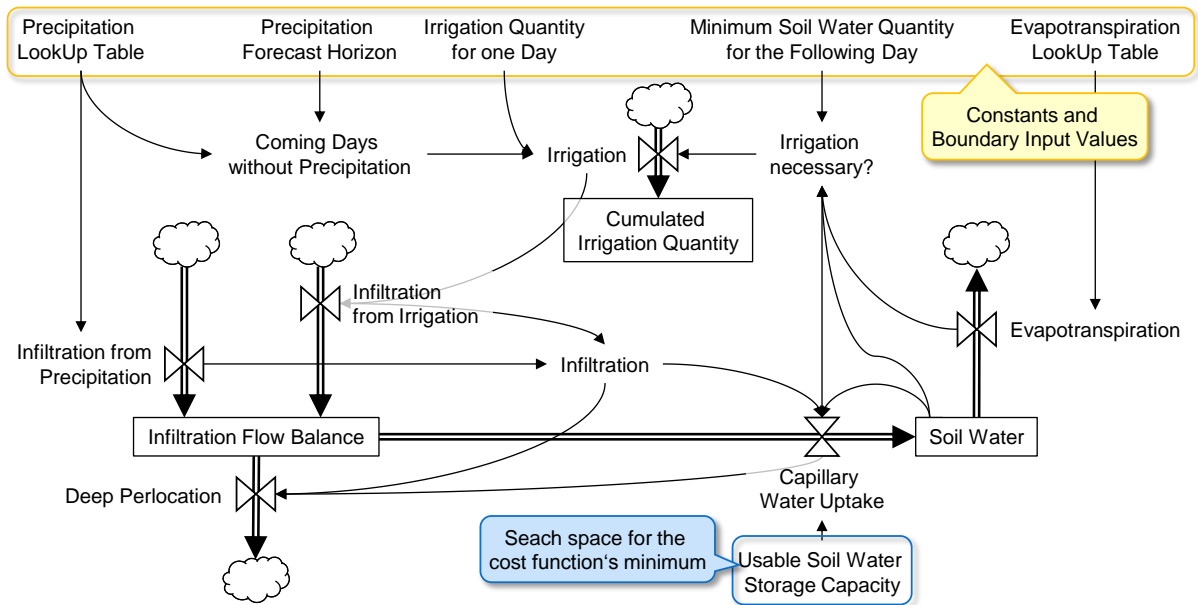 Precipitation
LookUp Table
Precipitation
Forecast Horizon
Irrigation Quantity
for one Day
Minimum Soil Water Quantity
for the Following Day
Evapotranspiration
LookUp Table
Constants and
Boundary Input Values
Coming Days
without Precipitation
Irrigation
Irrigation
necessary?
Cumulated
Irrigation Quantity
Infiltration
from Irrigation
Evapotranspiration
Infiltration from
Precipitation
Infiltration
Infiltration Flow Balance
Soil Water
Deep Perlocation
Capillary
Water Uptake
Seach space for the
cost function‘s minimum
Usable Soil Water
Storage Capacity